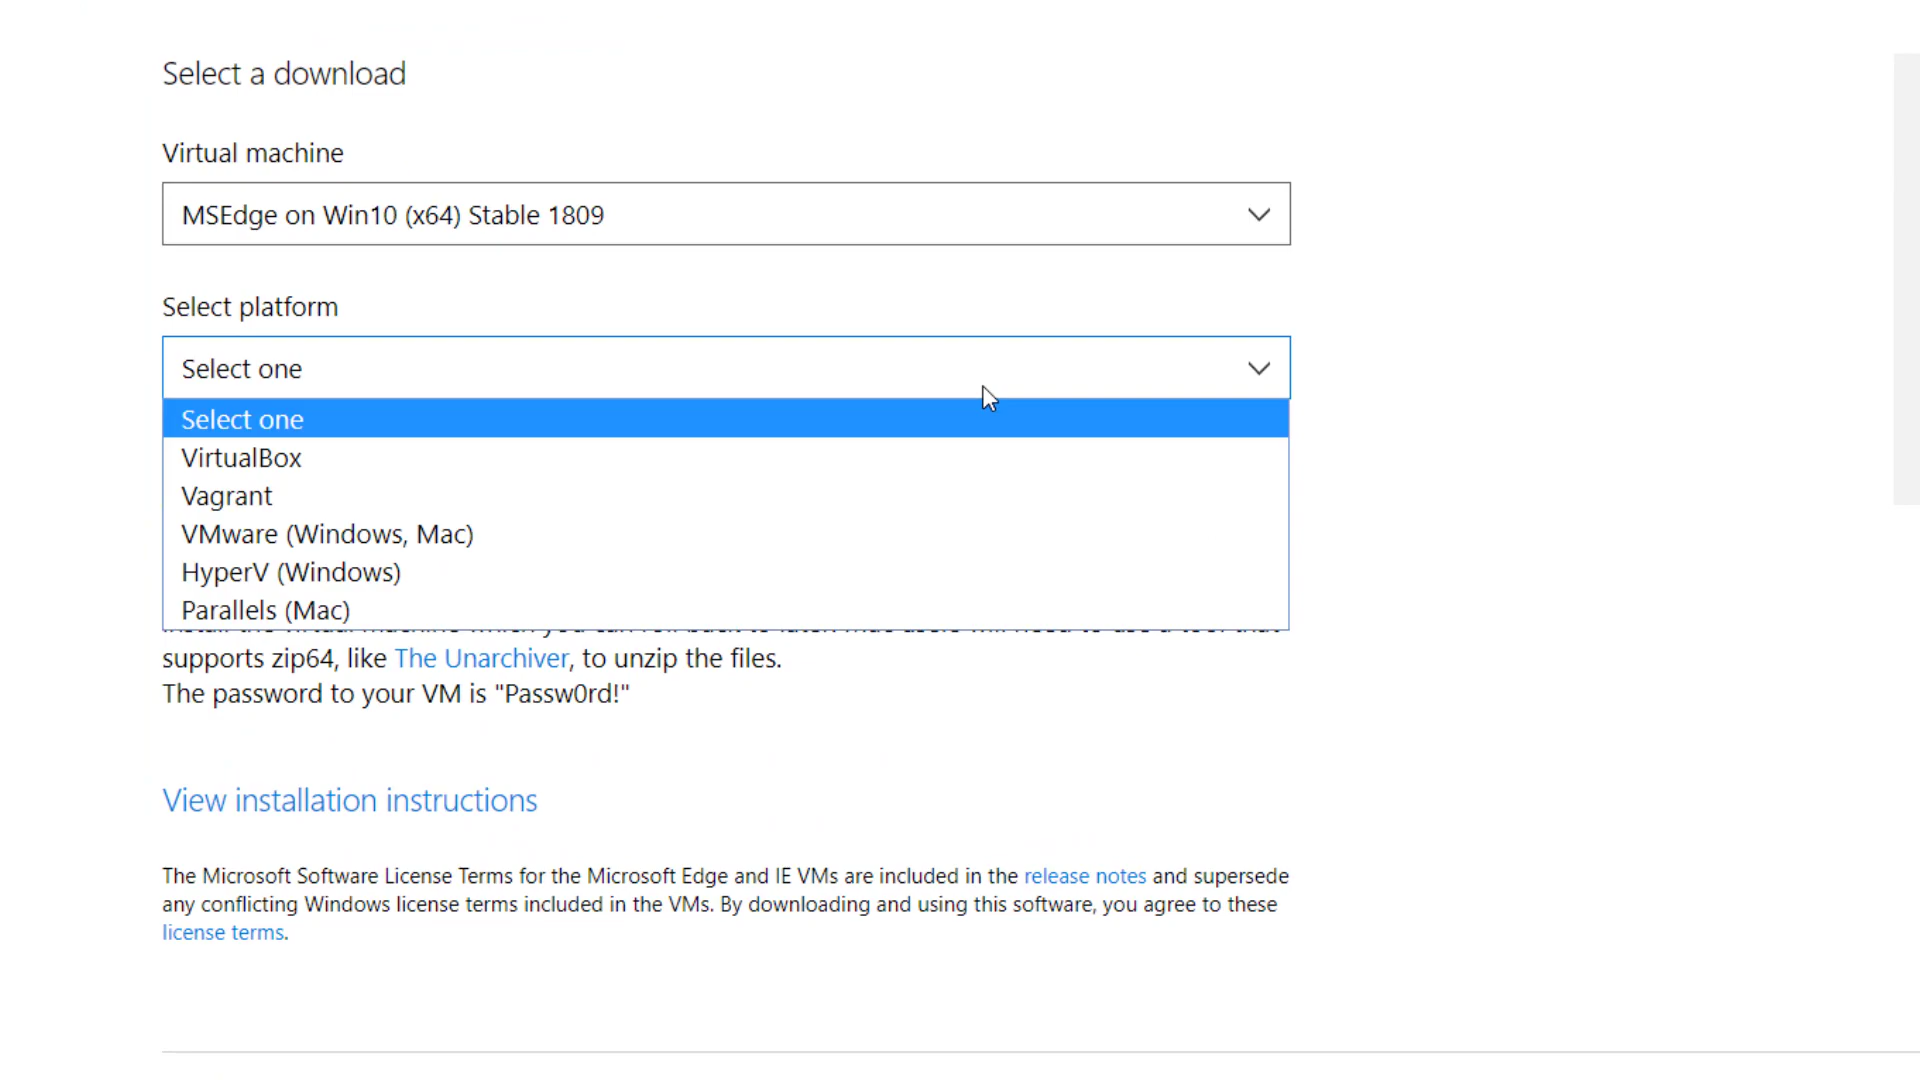 Select a download
Virtual machine
MSEdge on Win10 (x64) Stable 1809
Select platform
Select one
Select one
VirtualBox
Vagrant
VMware (Windows, Mac)
HyperV (Windows)
Parallels (Mac)
supports zip64, like The Unarchiver, to unzip the files.
The password to your VM is "Passw0rd!"
View installation instructions
The Microsoft Software License Terms for the Microsoft Edge and IE VMs are included in the release notes and supersede
any conflicting Windows license terms included in the VMs. By downloading and using this software, you agree to these
license terms.